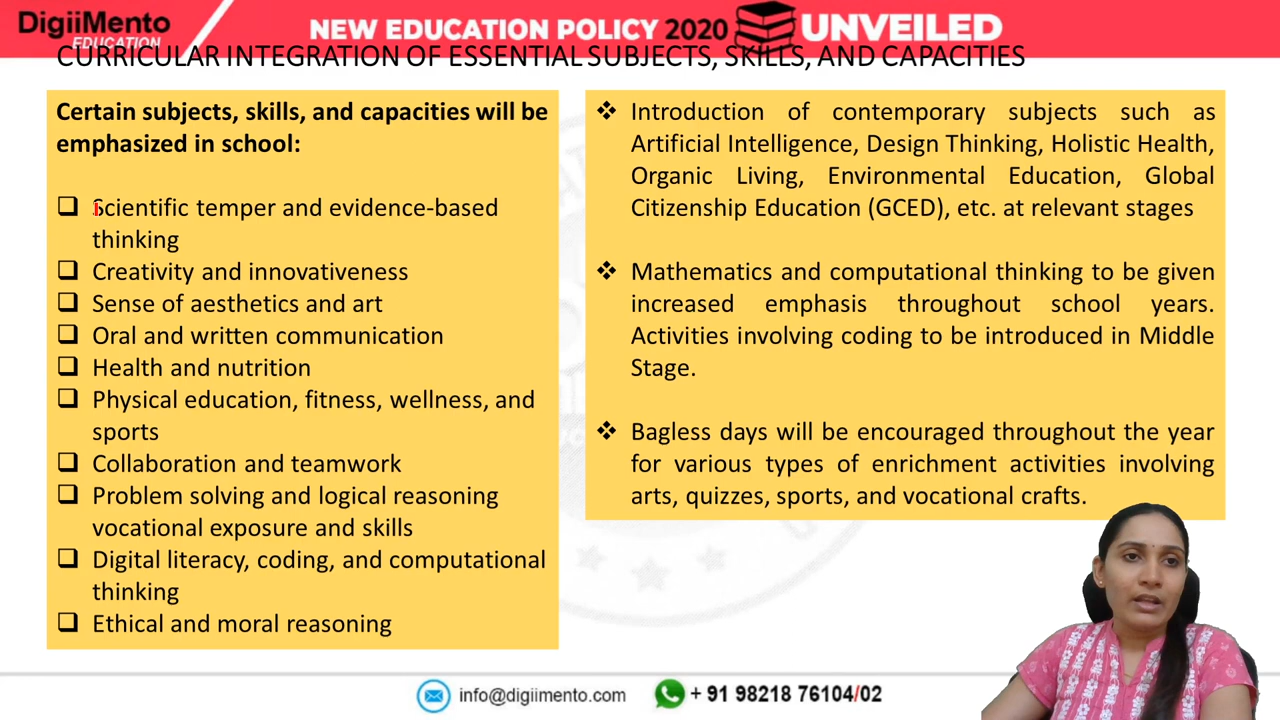 DigiiMento
EDUCATION
NEW EDUCATION POLICY 2020 UNVEILED
CURRICULAR INTEGRATION OF ESSENTIAL SUBJECTS, SKILLS, AND CAPACITIES
Certain subjects, skills, and capacities will be
emphasized in school:
Scientific temper and evidence-based
thinking
Creativity and innovativeness
Sense of aesthetics and art
Oral and written communication
Health and nutrition
Physical education, fitness, wellness, and
sports
Collaboration and teamwork
Problem solving and logical reasoning
vocational exposure and skills
Digital literacy, coding, and computational
thinking
Ethical and moral reasoning
Introduction of contemporary subjects such as
Artificial Intelligence, Design Thinking, Holistic Health,
Organic Living, Environmental Education, Global
Citizenship Education (GCED), etc. at relevant stages
Mathematics and computational thinking to be given
increased emphasis throughout school years.
Activities involving coding to be introduced in Middle
Stage.
Bagless days will be encouraged throughout the year
for various types of enrichment activities involving
arts, quizzes, sports, and vocational crafts.
info@digiimento.com
+ 91 98218 76104/02